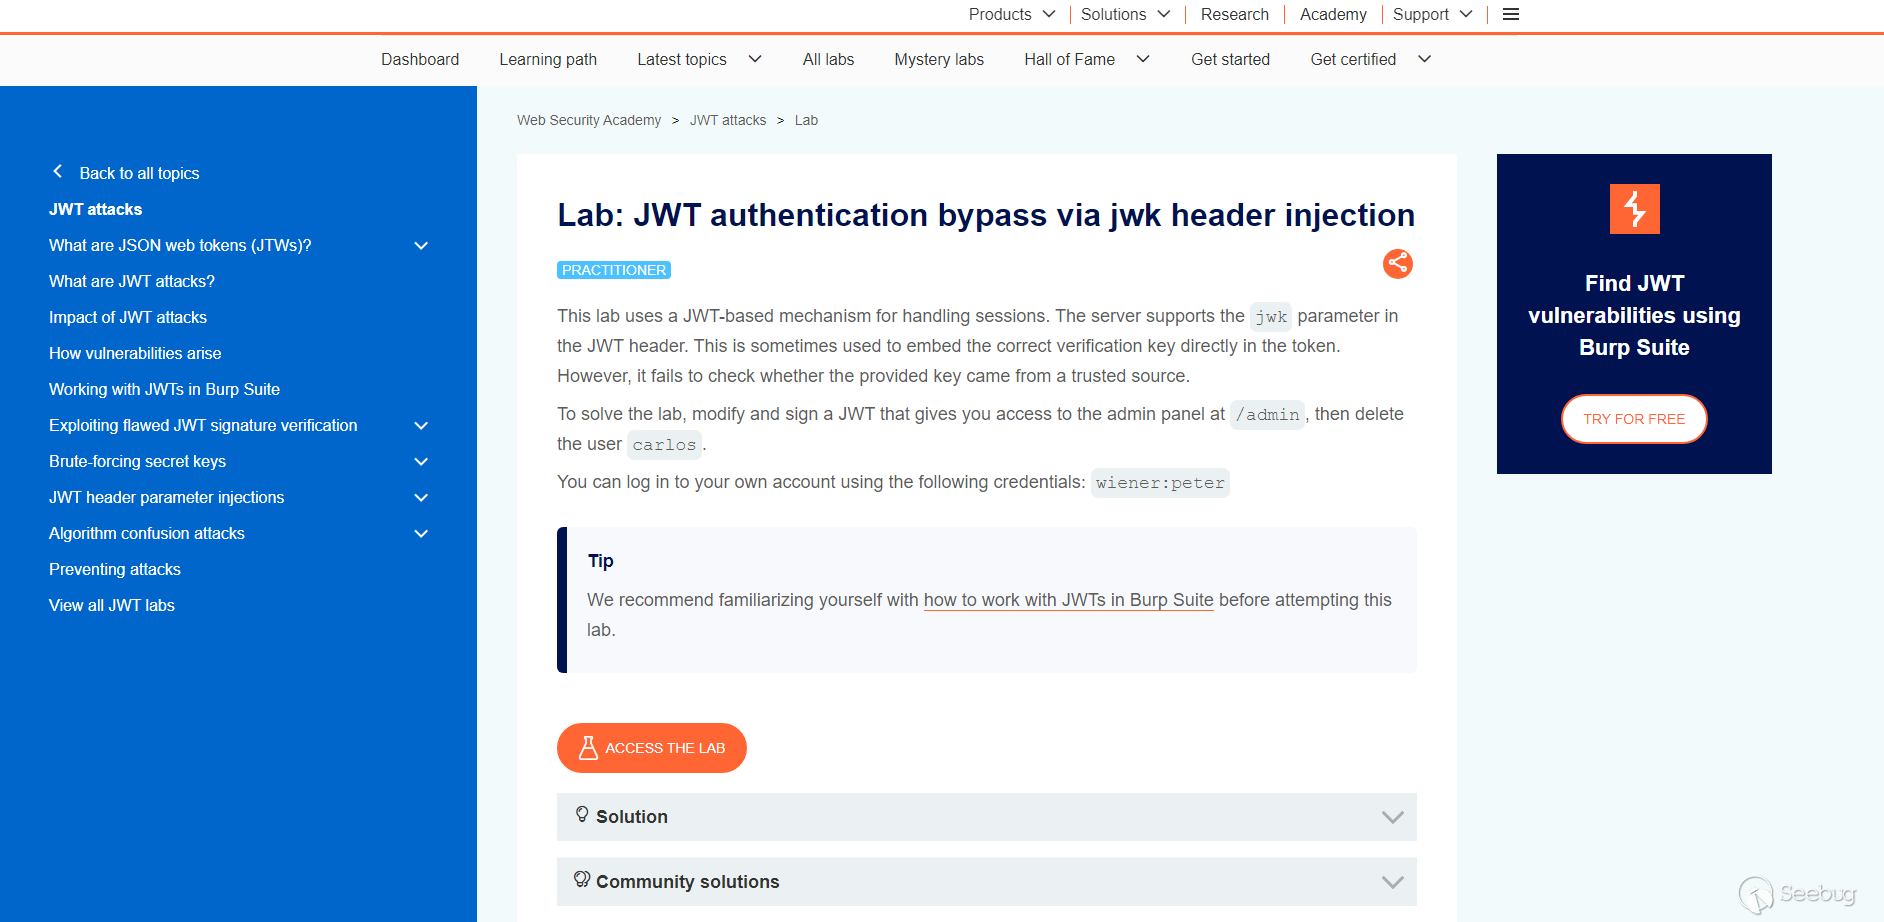 Products
Solutions
Research
Academy
Support
Dashboard
Learning path
Latest topics
All labs
Mystery labs
Hall of Fame
Get started
Get certified
Back to all topics
JWT attacks
What are JSON web tokens (JTWs)?
What are JWT attacks?
Impact of JWT attacks
How vulnerabilities arise
Working with JWTs in Burp Suite
Exploiting flawed JWT signature verification
Brute-forcing secret keys
JWT header parameter injections
Algorithm confusion attacks
Preventing attacks
View all JWT labs
Web Security Academy > JWT attacks > Lab
Lab: JWT authentication bypass via jwk header injection
PRACTITIONER
This lab uses a JWT-based mechanism for handling sessions. The server supports the jwk parameter in
the JWT header. This is sometimes used to embed the correct verification key directly in the token.
However, it fails to check whether the provided key came from a trusted source.
To solve the lab, modify and sign a JWT that gives you access to the admin panel at /admin, then delete
the user carlos.
You can log in to your own account using the following credentials: wiener:peter
Tip
We recommend familiarizing yourself with how to work with JWTs in Burp Suite before attempting this
lab.
ACCESS THE LAB
Solution
Community solutions
Find JWT
vulnerabilities using
Burp Suite
TRY FOR FREE
Seebug